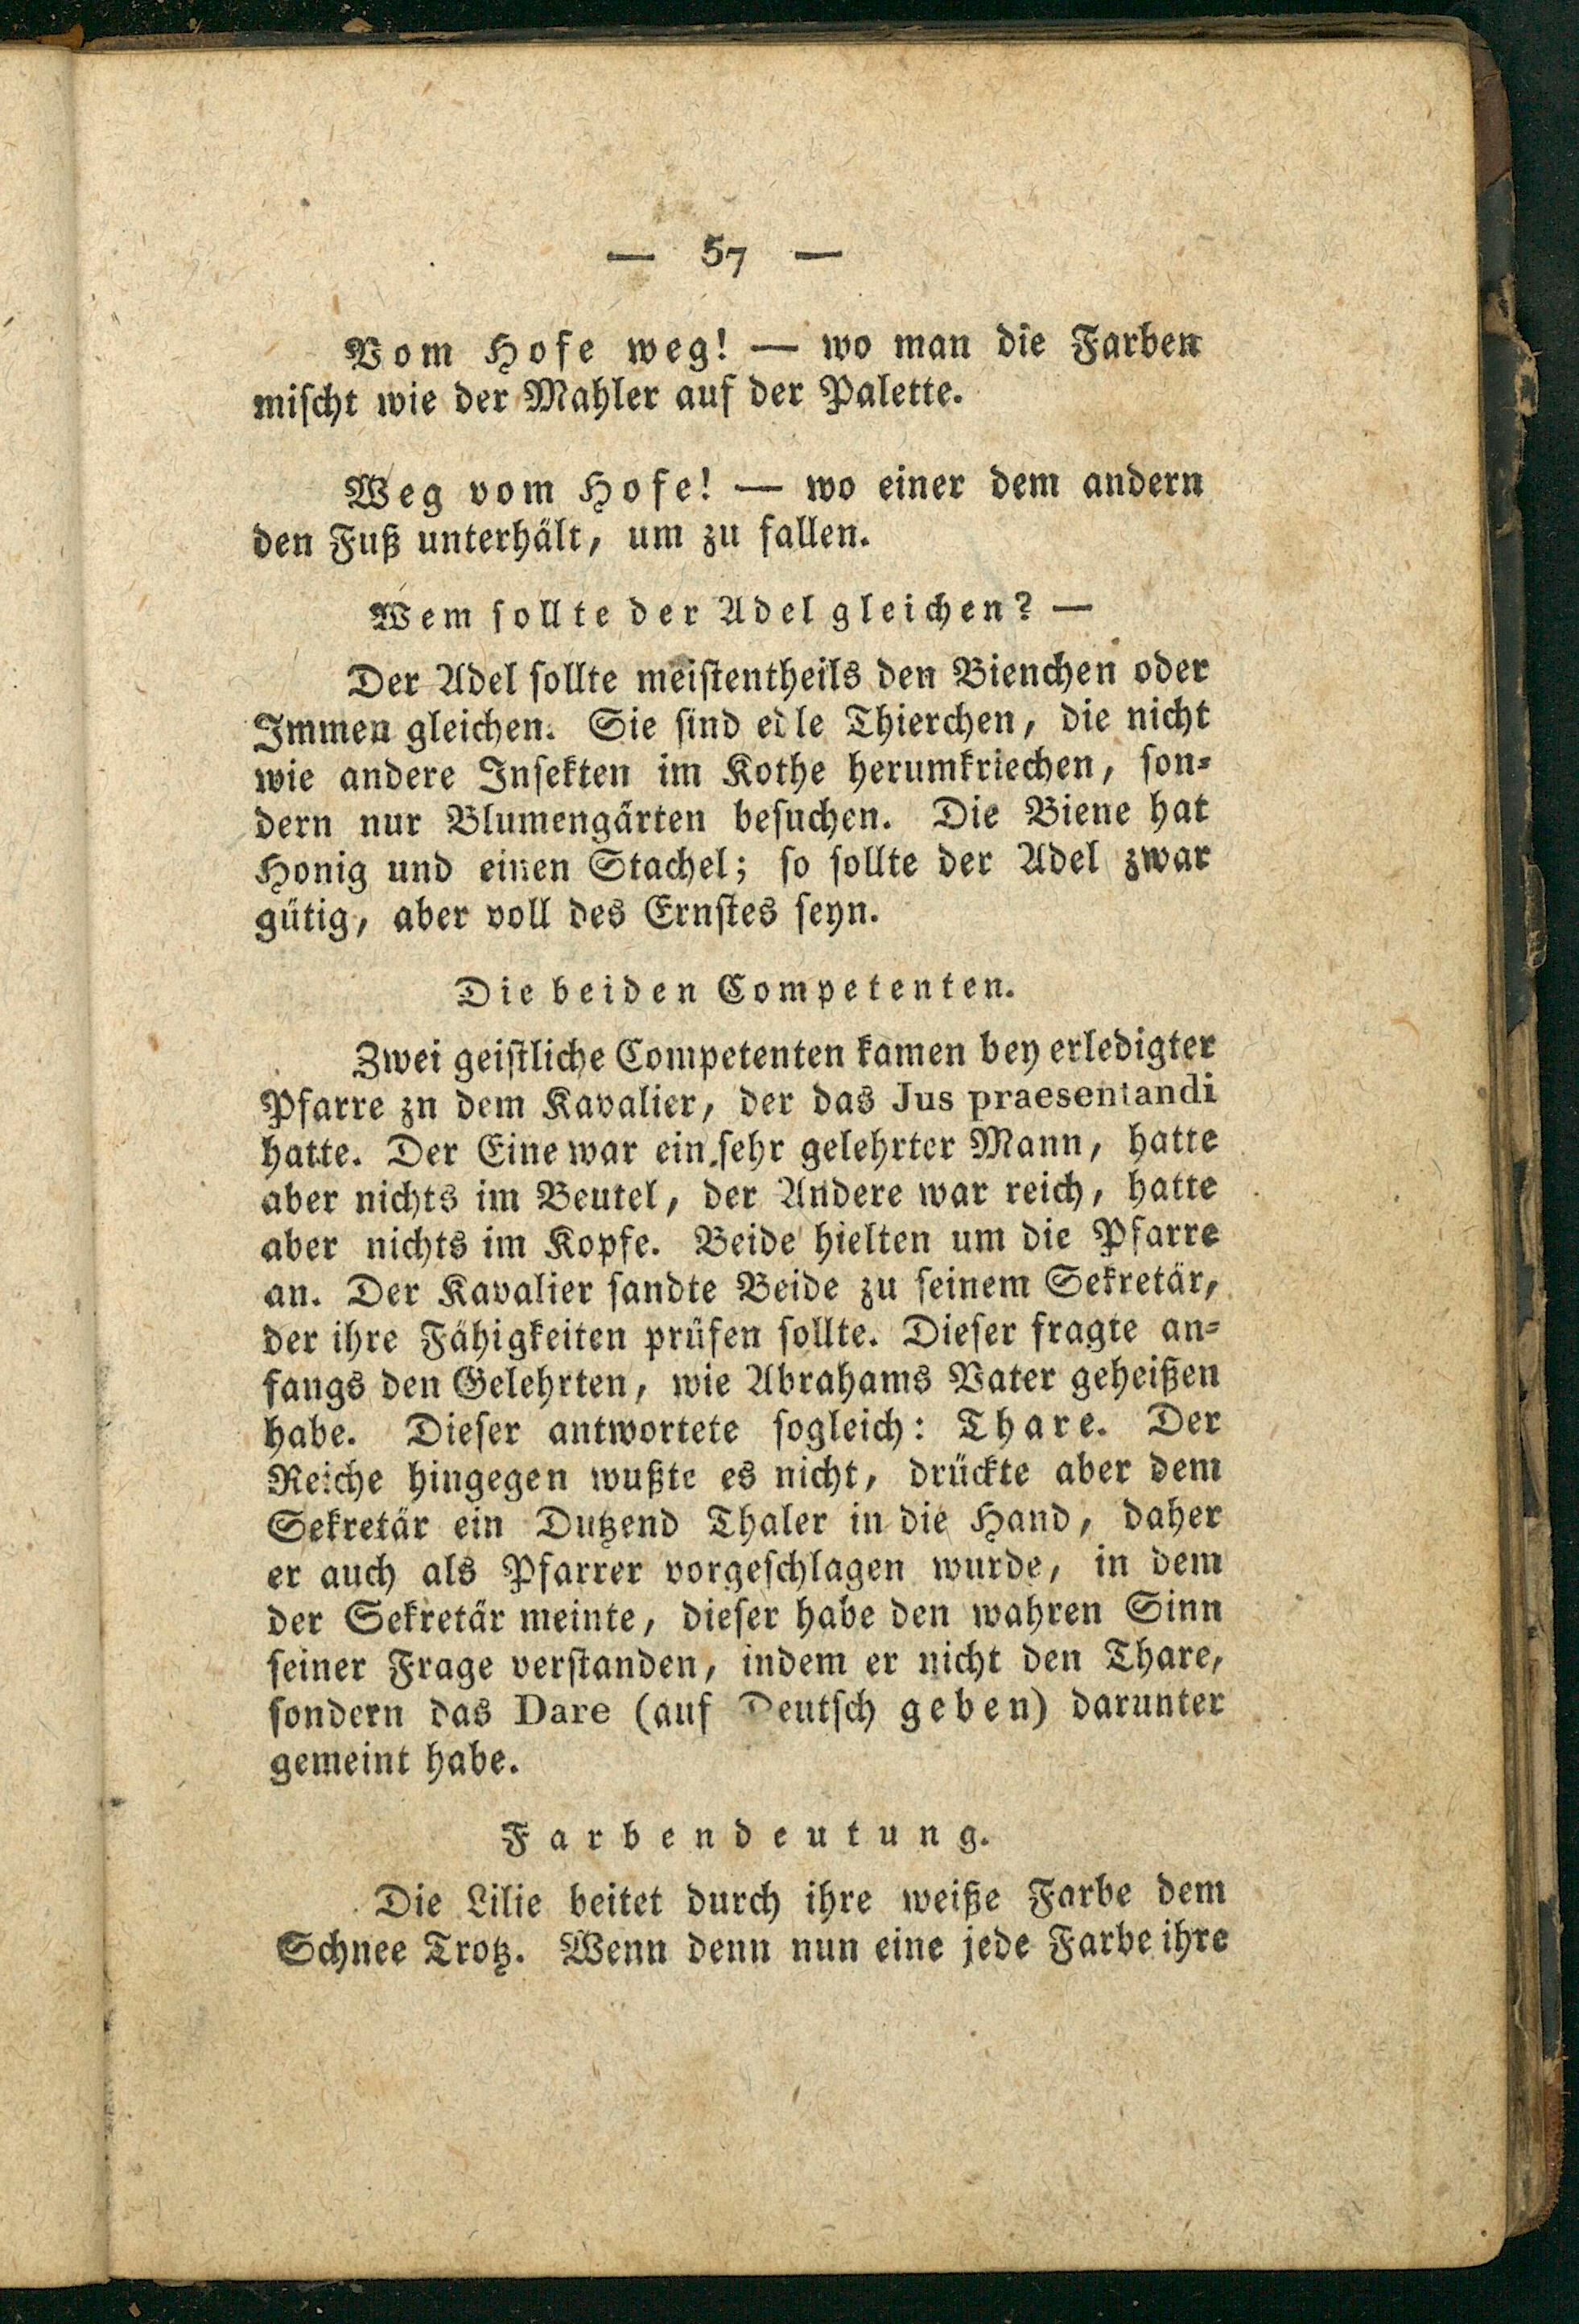 — 57 —
Vom Hofe weg! — wo man die Farben
mischt wie der Mahler auf der Palette.
Weg vom Hofe! — wo einer dem andern
den Fuß unterhält, um zu fallen.
Wem sollte der Adel gleichen? —
Der Adel sollte meistentheils den Bienchen oder
Immen gleichen. Sie sind edle Thierchen, die nicht
wie andere Insekten im Kothe herumkriechen, son-
dern nur Blumengärten besuchen. Die Biene hat
Honig und einen Stachel; so sollte der Adel zwar
gütig, aber voll des Ernstes seyn.
Die beiden Competenten.
Zwei geistliche Competenten kamen bey erledigter
Pfarre zn dem Kavalier, der das Jus praesentandi
hatte. Der Eine war ein sehr gelehrter Mann, hatte
aber nichts im Beutel, der Andere war reich, hatte
aber nichts im Kopfe. Beide hielten um die Pfarre
an. Der Kavalier sandte Beide zu seinem Sekretär,
der ihre Fähigkeiten prüfen sollte. Dieser fragte an-
fangs den Gelehrten, wie Abrahams Vater geheißen
habe. Dieser antwortete sogleich: Thare. Der
Reiche hingegen wußte es nicht, drückte aber dem
Sekretär ein Dutzend Thaler in die Hand, daher
er auch als Pfarrer vorgeschlagen wurde, in dem
der Sekretär meinte, dieser habe den wahren Sinn
seiner Frage verstanden, indem er nicht den Thare,
sondern das Dare (auf Deutsch geben) darunter
gemeint habe.
Farbendeutung.
Die Lilie beitet durch ihre weiße Farbe dem
Schnee Trotz. Wenn denn nun eine jede Farbe ihre